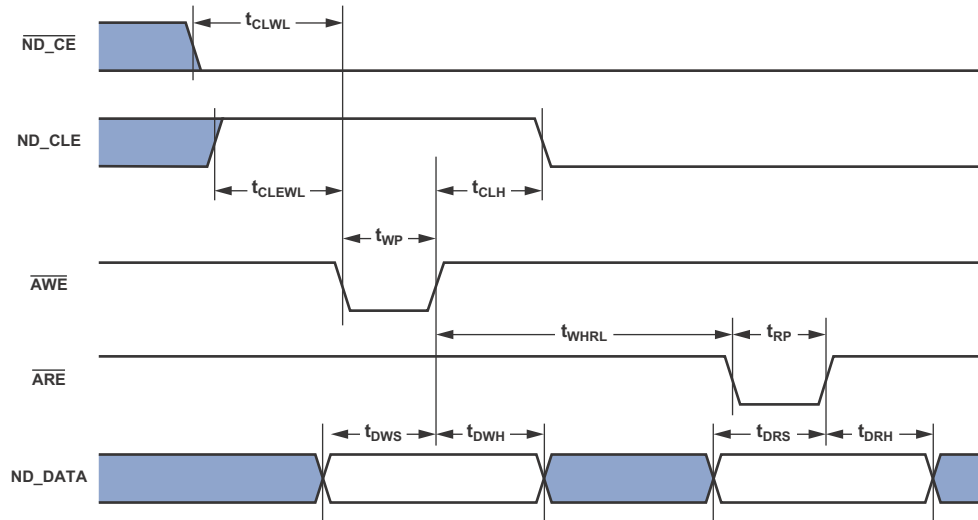 tCLWL
ND_CE
ND_CLE
tCLEWL
tCLH
tWP
AWE
tWHRL
tRP
ARE
tDWS
tDWH
tDRS
tDRH
ND_DATA